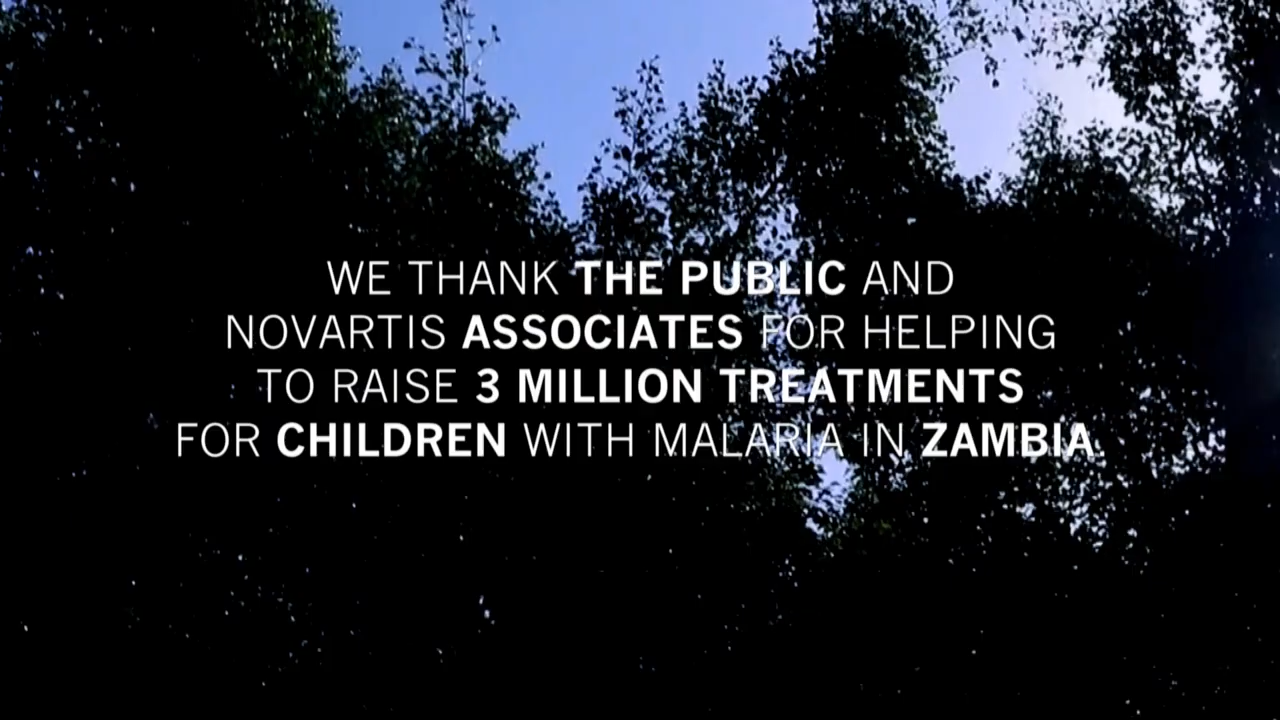 WE THANK THE PUBLIC AND
NOVARTIS ASSOCIATES FOR HELPING
TO RAISE 3 MILLION TREATMENTS
FOR CHILDREN WITH MALARIA IN ZAMBIA.